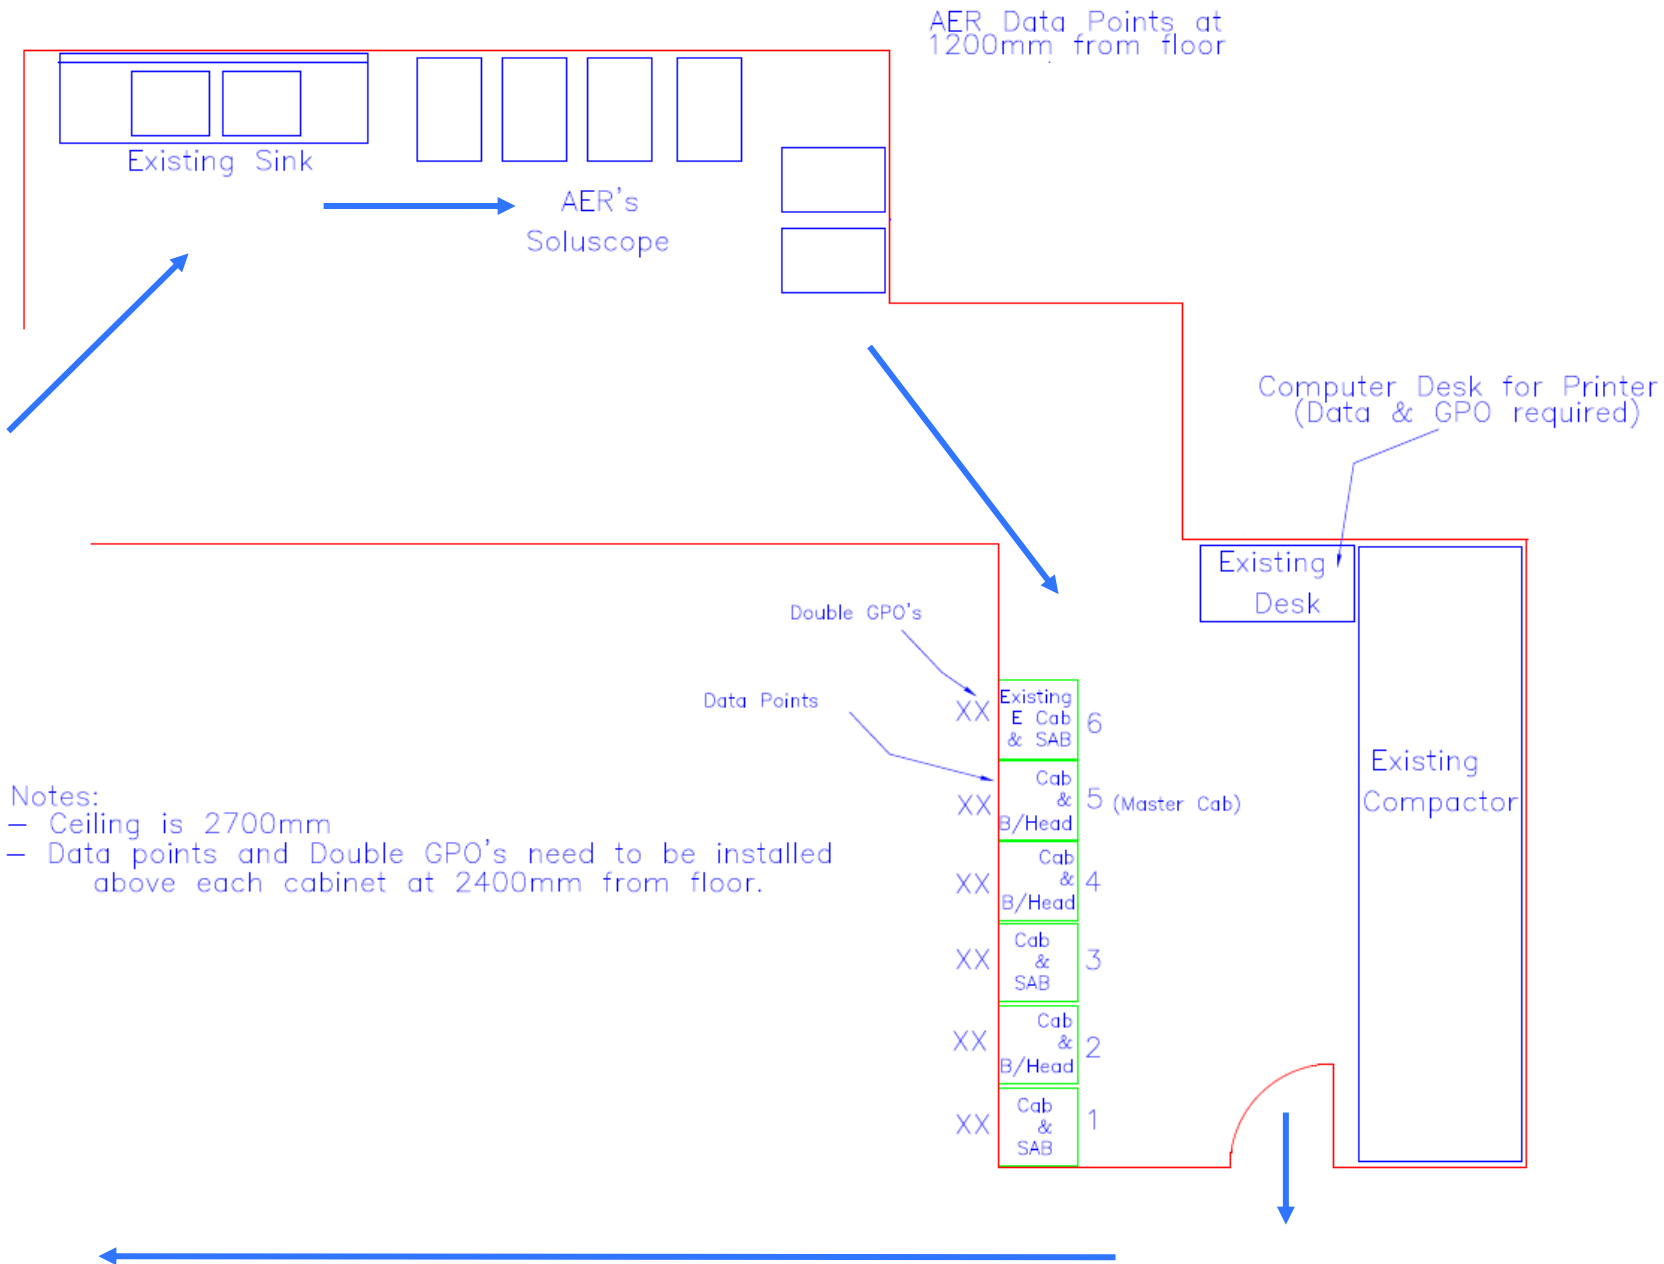 AER Data Points at
1200mm from floor
Existing Sink
AER's
Soluscope
Computer Desk for Printer
(Data & GPO required)
Existing
Desk
Double GPO's
Data Points
XX
Existing
E Cab
& SAB
6
XX
Cab
&
B/Head
5 (Master Cab)
Existing
Compactor
Notes:
- Ceiling is 2700mm
- Data points and Double GPO's need to be installed
above each cabinet at 2400mm from floor.
XX
Cab
&
B/Head
4
XX
Cab
&
SAB
3
XX
Cab
&
B/Head
2
XX
Cab
&
SAB
1